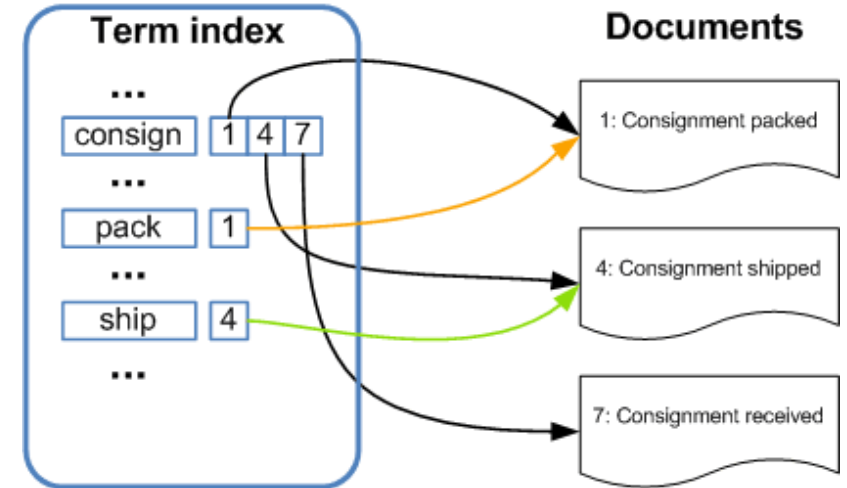 Term index
...
consign 1 4 7
...
pack 1
...
ship 4
...
Documents
1: Consignment packed
4: Consignment shipped
7: Consignment received